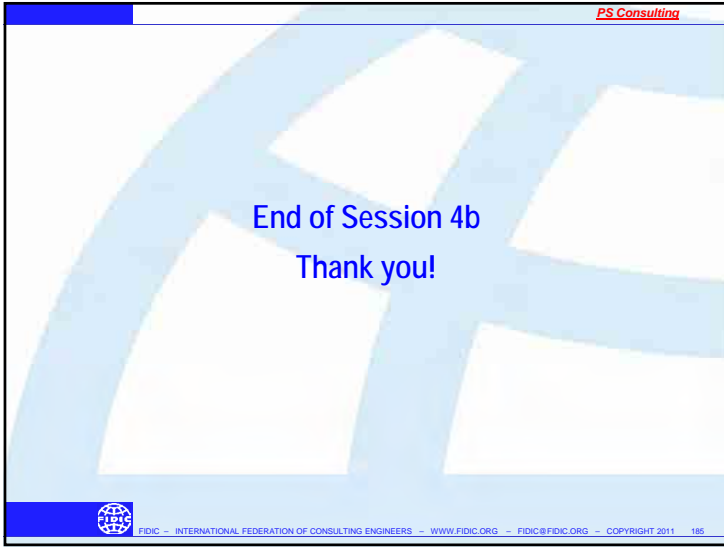 PS Consulting
End of Session 4b
Thank you!
FIDIC
FIDIC – INTERNATIONAL FEDERATION OF CONSULTING ENGINEERS – WWW.FIDIC.ORG – FIDIC@FIDIC.ORG – COPYRIGHT 2011 185